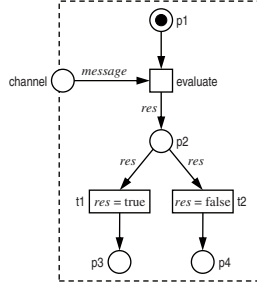 p1
channel
message
evaluate
res
p2
res res
t1 res = true res = false t2
p3 p4